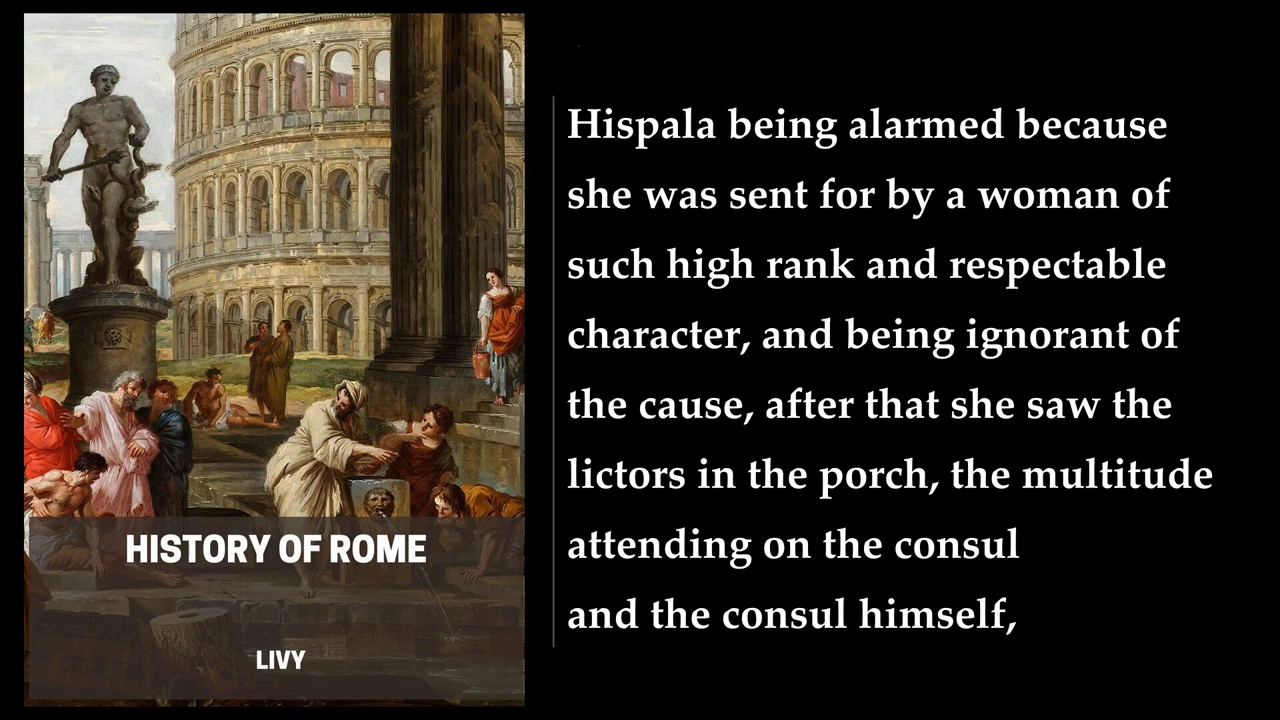 HISTORY OF ROME
LIVY
Hispala being alarmed because
she was sent for by a woman of
such high rank and respectable
character, and being ignorant of
the cause, after that she saw the
lictors in the porch, the multitude
attending on the consul
and the consul himself,